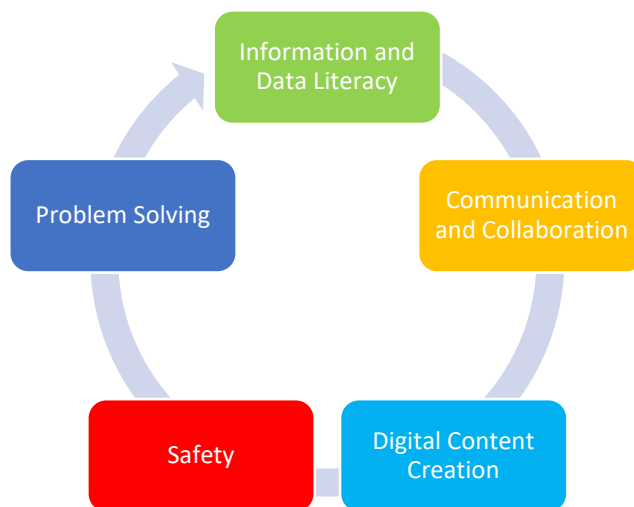 Information and
Data Literacy
Communication
and Collaboration
Digital Content
Creation
Safety
Problem Solving